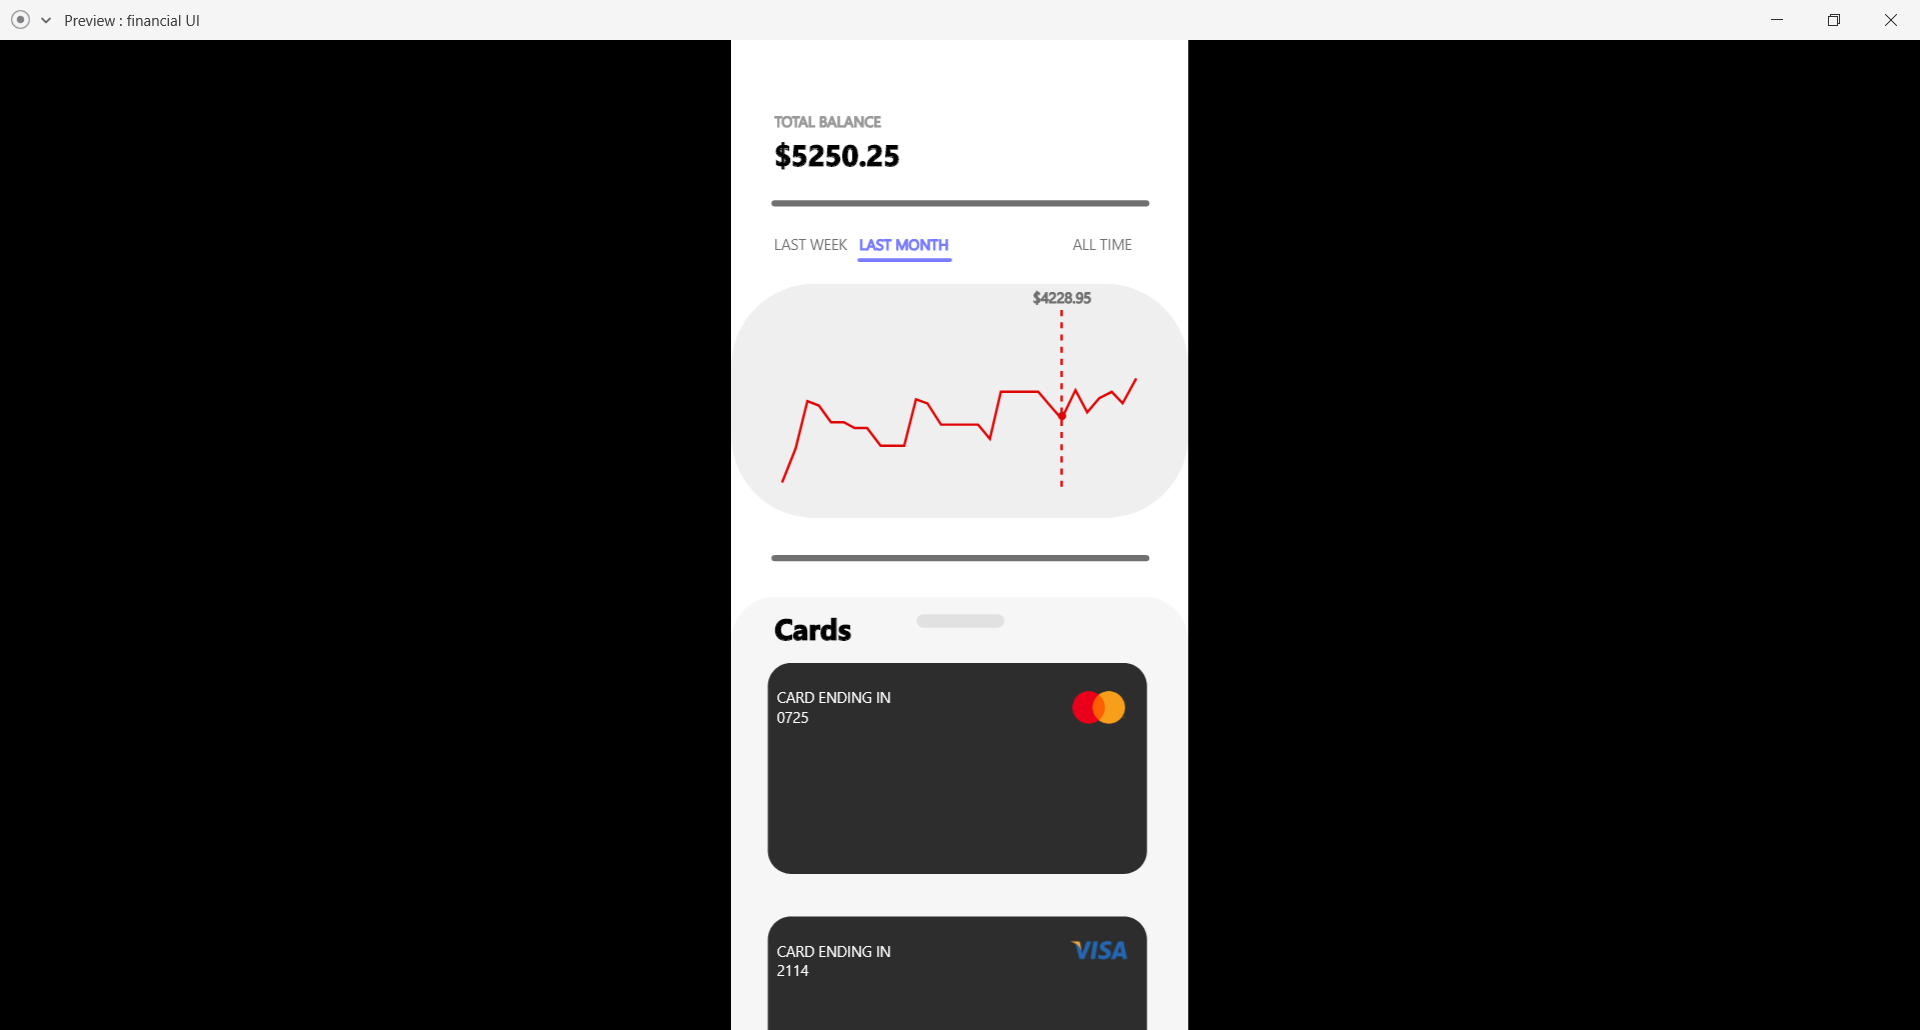 Preview : financial UI
TOTAL BALANCE
$5250.25
LAST WEEK LAST MONTH ALL TIME
$4228.95
Cards
CARD ENDING IN
0725
CARD ENDING IN
2114
VISA